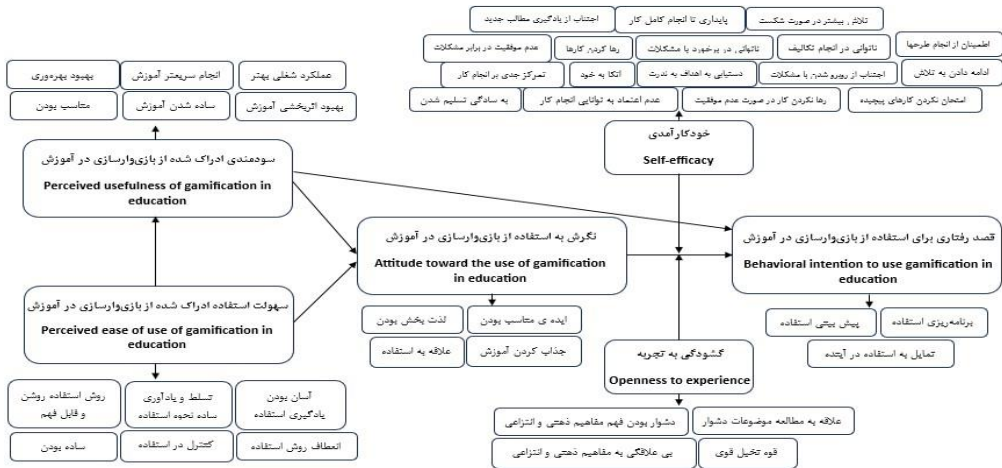 تلاش بیشتر در صورت شکست
پایداری تا انجام کامل کار
اجتناب از یادگیری مطالب جدید
اطمینان از انجام طرحها
ناتوانی در انجام تکالیف
ناتوانی در برخورد با مشکلات
رها کردن کارها
عدم موفقیت در برابر مشکلات
ادامه دادن به تلاش
اجتناب از روبرو شدن با مشکلات
دستیابی به اهداف به ندرت
اتکا به خود
تمرکز جدی بر انجام کار
امتحان نکردن کارهای پیچیده
رها نکردن کار در صورت عدم موفقیت
عدم اعتماد به توانایی انجام کار
به سادگی تسلیم شدن
عملکرد شغلی بهتر
انجام سریعتر آموزش
بهبود بهره‌وری
بهبود اثربخشی آموزش
ساده شدن آموزش
مناسب بودن
خودکارآمدی
Self-efficacy
سودمندی ادراک شده از بازی‌وارسازی در آموزش
Perceived usefulness of gamification in
education
نگرش به استفاده از بازی‌وارسازی در آموزش
Attitude toward the use of gamification
in education
قصد رفتاری برای استفاده از بازی‌وارسازی در آموزش
Behavioral intention to use gamification in
education
سهولت استفاده ادراک شده از بازی‌وارسازی در آموزش
Perceived ease of use of gamification in
education
ایده ی مناسب بودن
لذت بخش بودن
جذاب کردن آموزش
علاقه به استفاده
برنامه‌ریزی استفاده
پیش بینی استفاده
تمایل به استفاده در آینده
گشودگی به تجربه
Openness to experience
آسان بودن
یادگیری استفاده
تسلط و یادآوری
ساده نحوه استفاده
روش استفاده روشن
و قابل فهم
انعطاف روش استفاده
کنترل در استفاده
ساده بودن
علاقه به مطالعه موضوعات دشوار
دشوار بودن فهم مفاهیم ذهنی و انتزاعی
قوه تخیل قوی
بی علاقگی به مفاهیم ذهنی و انتزاعی